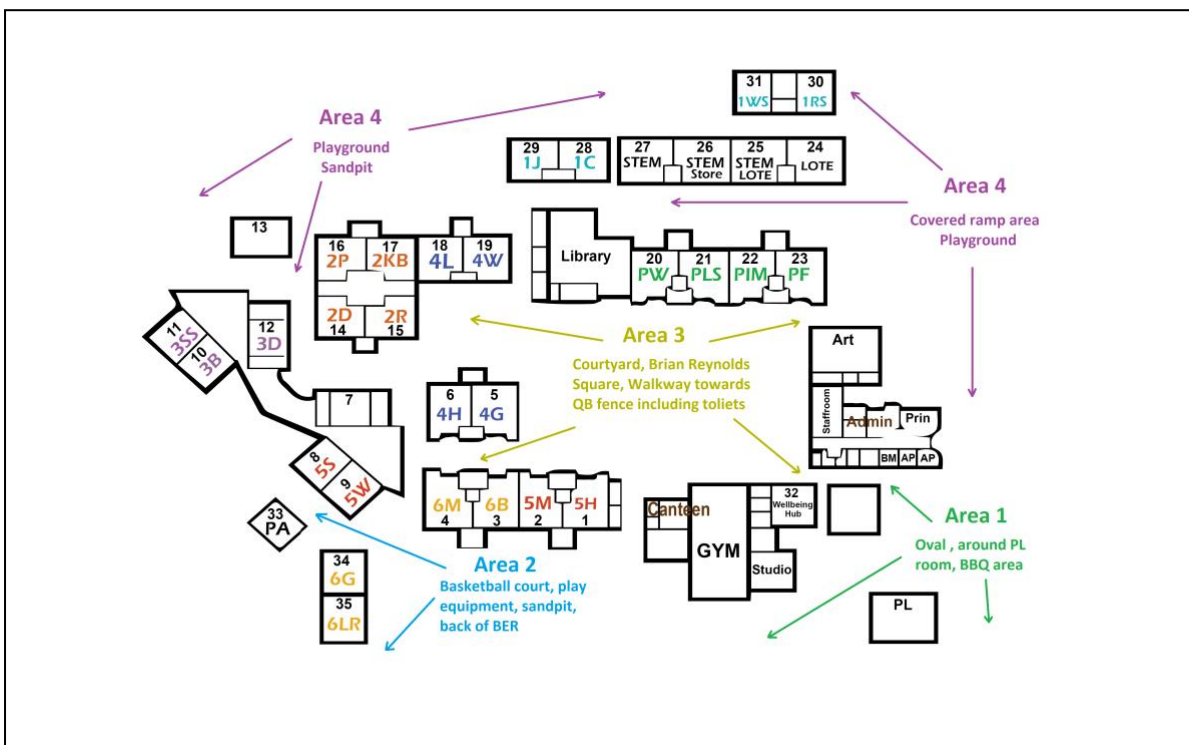 31
30
1WS
1RS
Area 4
Playground
Sandpit
29
28
27
26
25
24
1J
1C
STEM
STEM
Store
STEM
LOTE
LOTE
Area 4
Covered ramp area
Playground
13
16
17
18
19
2P
2KB
4L
4W
Library
20
21
22
23
PW
PLS
PIM
PF
2D
2R
14
15
11
3SS
10
3B
12
3D
Area 3
Courtyard, Brian Reynolds
Square, Walkway towards
QB fence including toliets
Art
Staffroom
Admin
Prin
BM
AP
AP
7
6
5
4H
4G
8
5S
9
5W
6M
6B
5M
5H
4
3
2
1
Canteen
GYM
32
Wellbeing
Hub
Studio
Area 1
Oval , around PL
room, BBQ area
PL
33
PA
34
6G
35
6LR
Area 2
Basketball court, play
equipment, sandpit,
back of BER